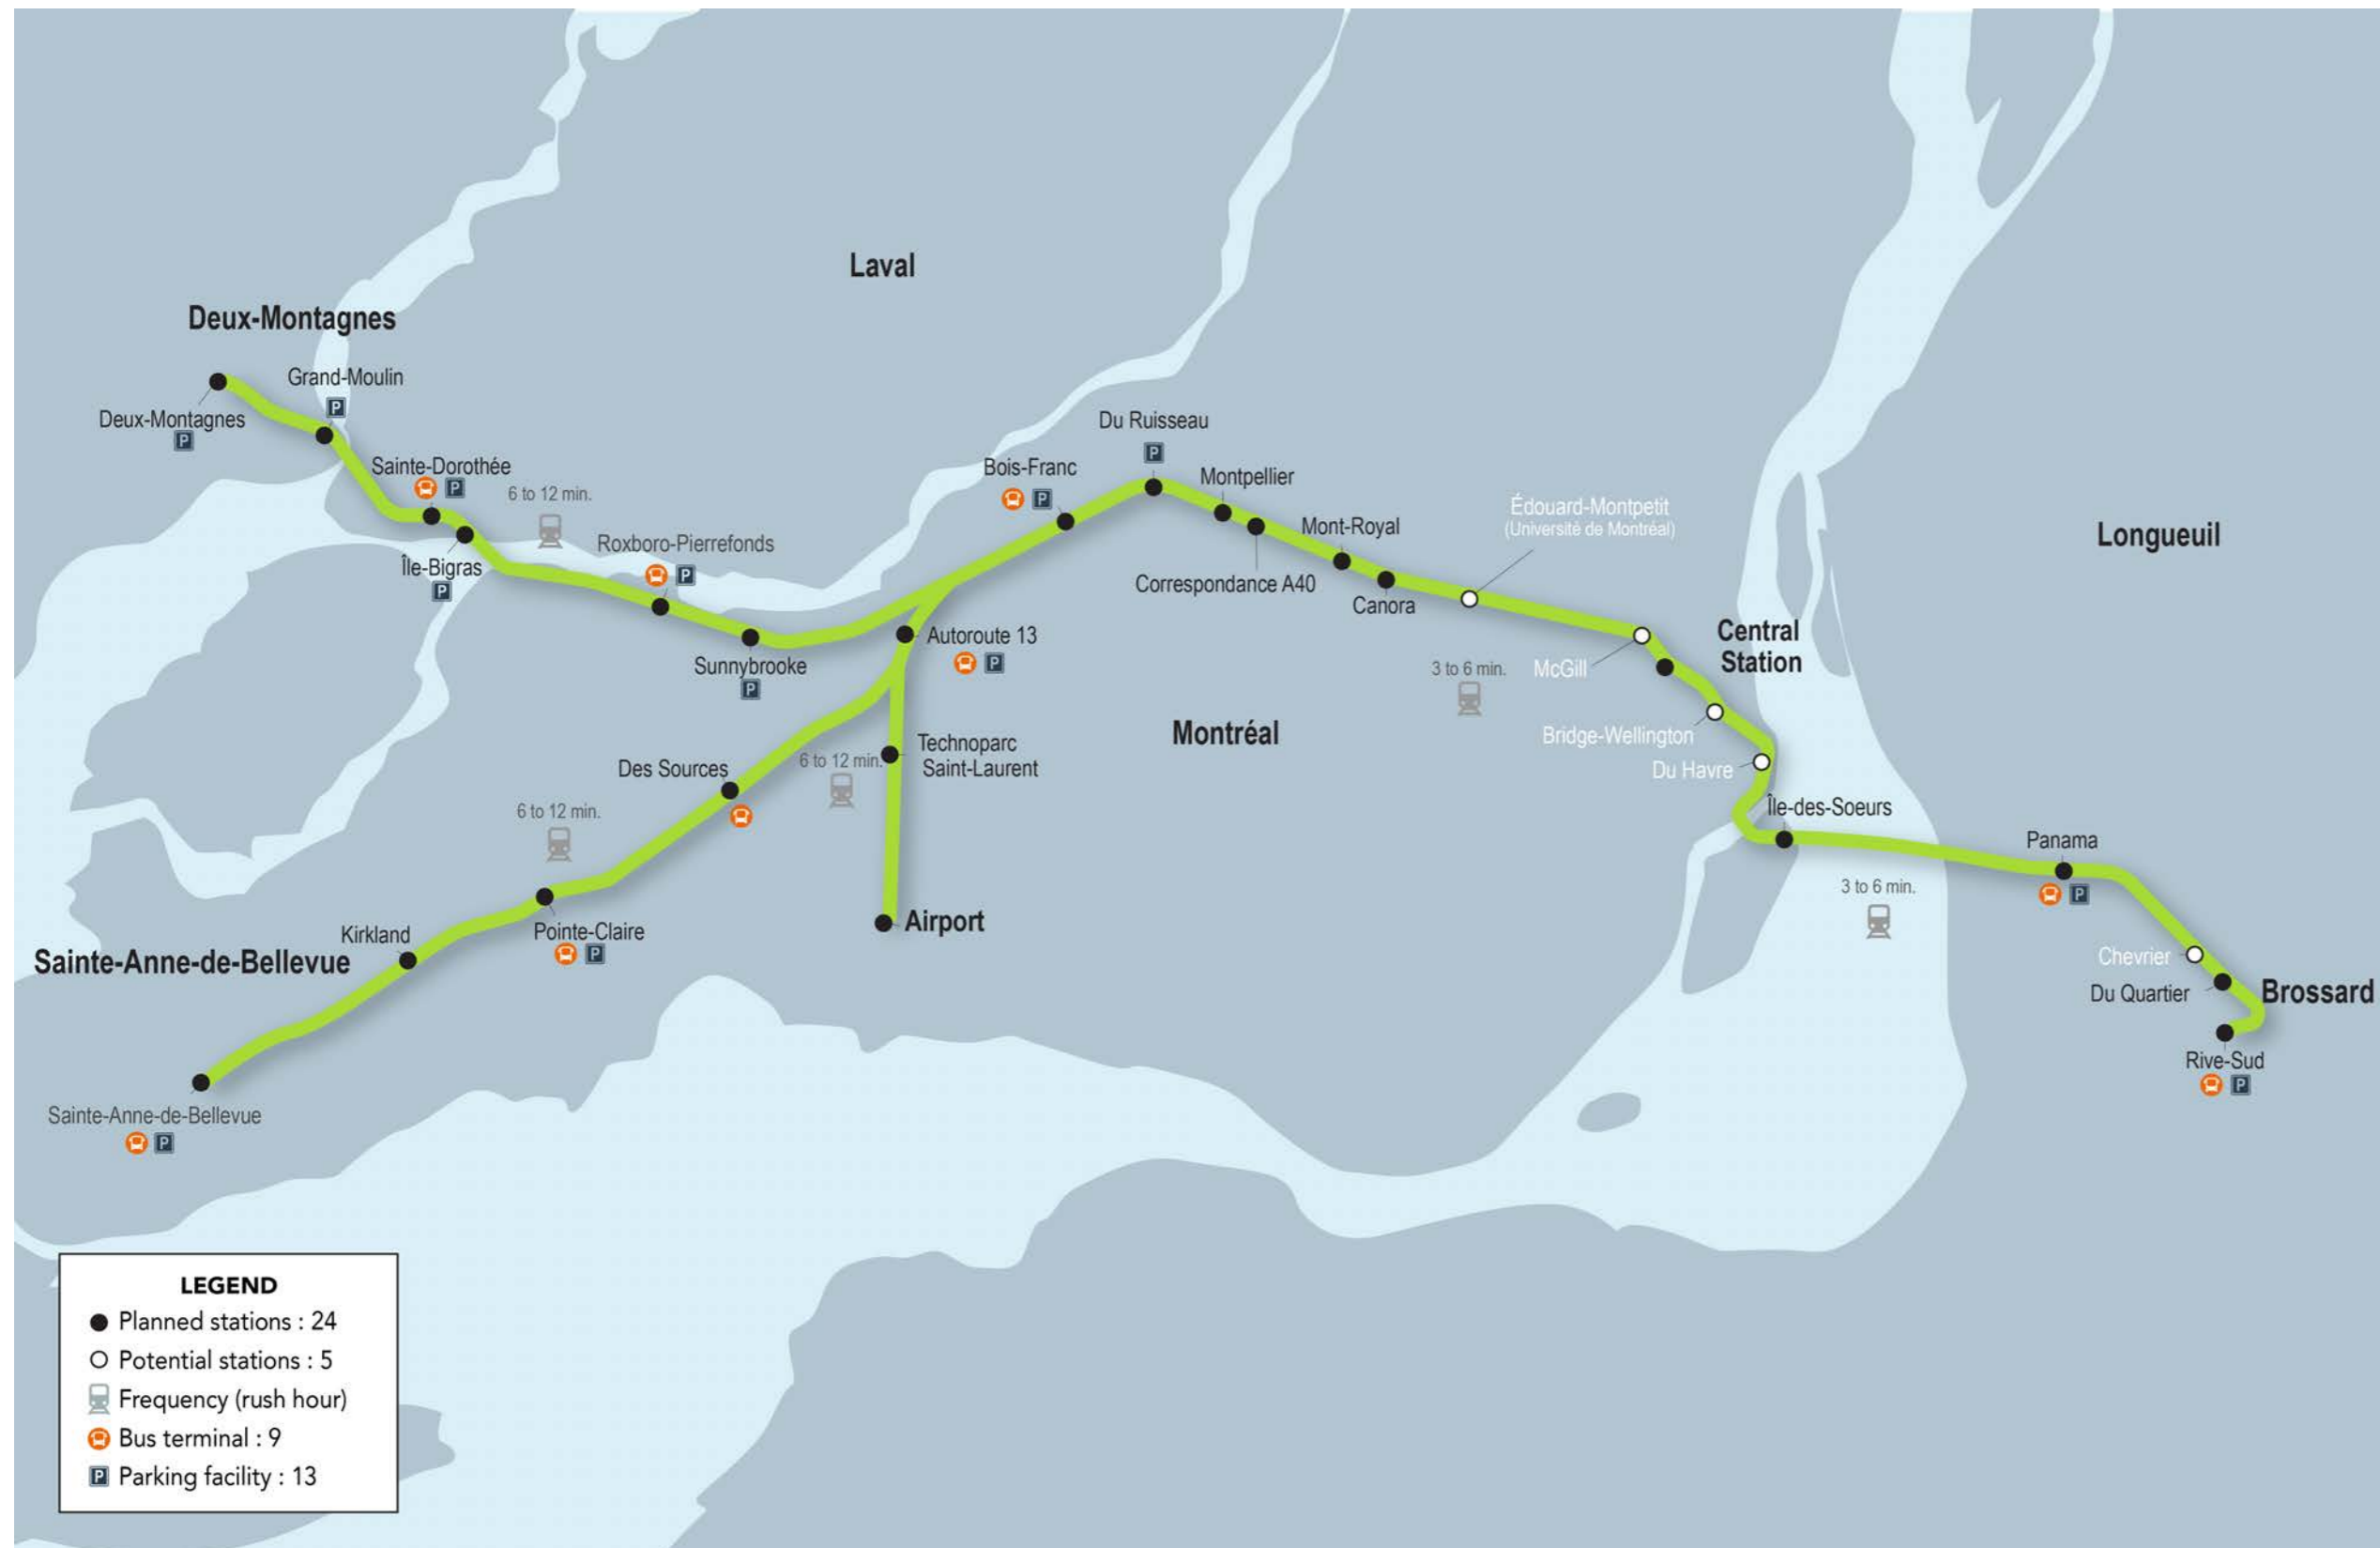 Laval
Deux-Montagnes
Grand-Moulin
P
Deux-Montagnes
P
Sainte-Dorothée
P
6 to 12 min.
Île-Bigras
P
Roxboro-Pierrefonds
P
Sunnybrooke
P
Bois-Franc
P
Du Ruisseau
P
Montpellier
Correspondance A40
Mont-Royal
Canora
Édouard-Montpetit
(Université de Montréal)
Longueuil
Autoroute 13
P
Central
Station
3 to 6 min.
McGill
Montréal
Bridge-Wellington
Du Havre
Technoparc
Saint-Laurent
6 to 12 min.
Des Sources
6 to 12 min.
Île-des-Soeurs
Panama
P
3 to 6 min.
Airport
Pointe-Claire
P
Kirkland
Sainte-Anne-de-Bellevue
Chevrier
Du Quartier
Brossard
Rive-Sud
P
Sainte-Anne-de-Bellevue
P
LEGEND
Planned stations : 24
Potential stations : 5
Frequency (rush hour)
Bus terminal : 9
P Parking facility : 13